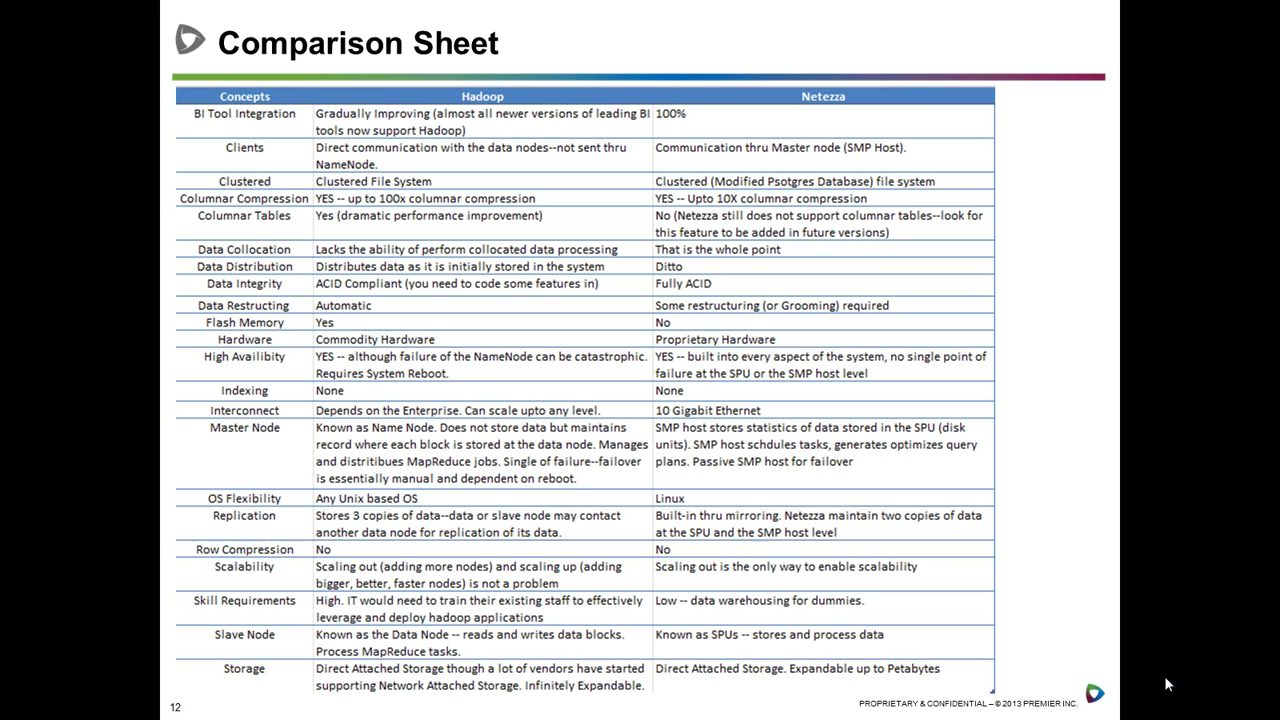 Comparison Sheet
Concepts Hadoop Netezza
BI Tool Integration Gradually Improving (almost all newer versions of leading BI 100%
tools now support Hadoop)
Clients Direct communication with the data nodes--not sent thru Communication thru Master node (SMP Host).
NameNode.
Clustered Clustered File System Clustered (Modified Psotgres Database) file system
Columnar Compression YES -- up to 100x columnar compression YES -- Upto 10X columnar compression
Columnar Tables Yes (dramatic performance improvement) No (Netezza still does not support columnar tables--look for
this feature to be added in future versions)
Data Collocation Lacks the ability of perform collocated data processing That is the whole point
Data Distribution Distributes data as it is initially stored in the system Ditto
Data Integrity ACID Compliant (you need to code some features in) Fully ACID
Data Restructing Automatic Some restructuring (or Grooming) required
Flash Memory Yes No
Hardware Commodity Hardware Proprietary Hardware
High Availibity YES -- although failure of the NameNode can be catastrophic. YES -- built into every aspect of the system, no single point of
Requires System Reboot. failure at the SPU or the SMP host level
Indexing None None
Interconnect Depends on the Enterprise. Can scale upto any level. 10 Gigabit Ethernet
Master Node Known as Name Node. Does not store data but maintains SMP host stores statistics of data stored in the SPU (disk
record where each block is stored at the data node. Manages units). SMP host schdules tasks, generates optimizes query
and distritibues MapReduce jobs. Single of failure--failover plans. Passive SMP host for failover
is essentially manual and dependent on reboot.
OS Flexibility Any Unix based OS Linux
Replication Stores 3 copies of data--data or slave node may contact Built-in thru mirroring. Netezza maintain two copies of data
another data node for replication of its data. at the SPU and the SMP host level
Row Compression No No
Scalability Scaling out (adding more nodes) and scaling up (adding Scaling out is the only way to enable scalability
bigger, better, faster nodes) is not a problem
Skill Requirements High. IT would need to train their existing staff to effectively Low -- data warehousing for dummies.
leverage and deploy hadoop applications
Slave Node Known as the Data Node -- reads and writes data blocks. Known as SPUs -- stores and process data
Process MapReduce tasks.
Storage Direct Attached Storage though a lot of vendors have started Direct Attached Storage. Expandable up to Petabytes
supporting Network Attached Storage. Infinitely Expandable.
12 PROPRIETARY & CONFIDENTIAL – © 2013 PREMIER INC.